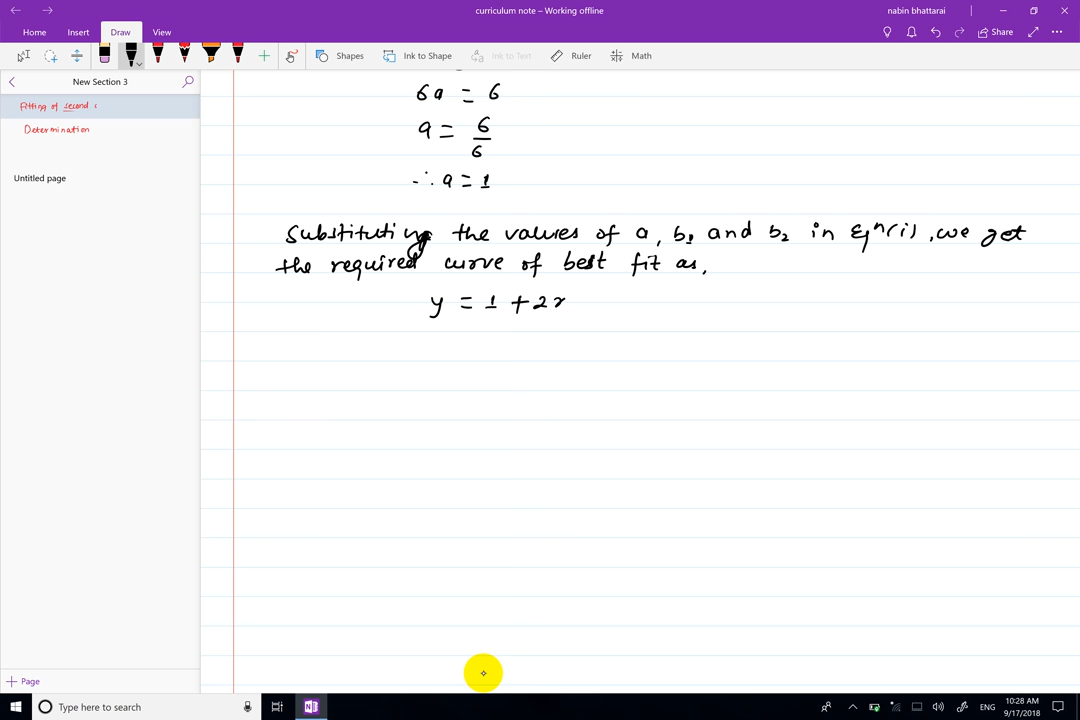 curriculum note – Working offline
nabin bhattarai
Home Insert Draw View
Share
Shapes Ink to Shape Ink to Text Ruler Math
New Section 3
Fitting of second
Determination
Untitled page
6a = 6
a = 6/6
∴ a = 1
Substituting the values of a, b1 and b2 in Eqn(i), we get
the required curve of best fit as,
y = 1 + 2x
+ Page
Type here to search
ENG
10:28 AM
9/17/2018